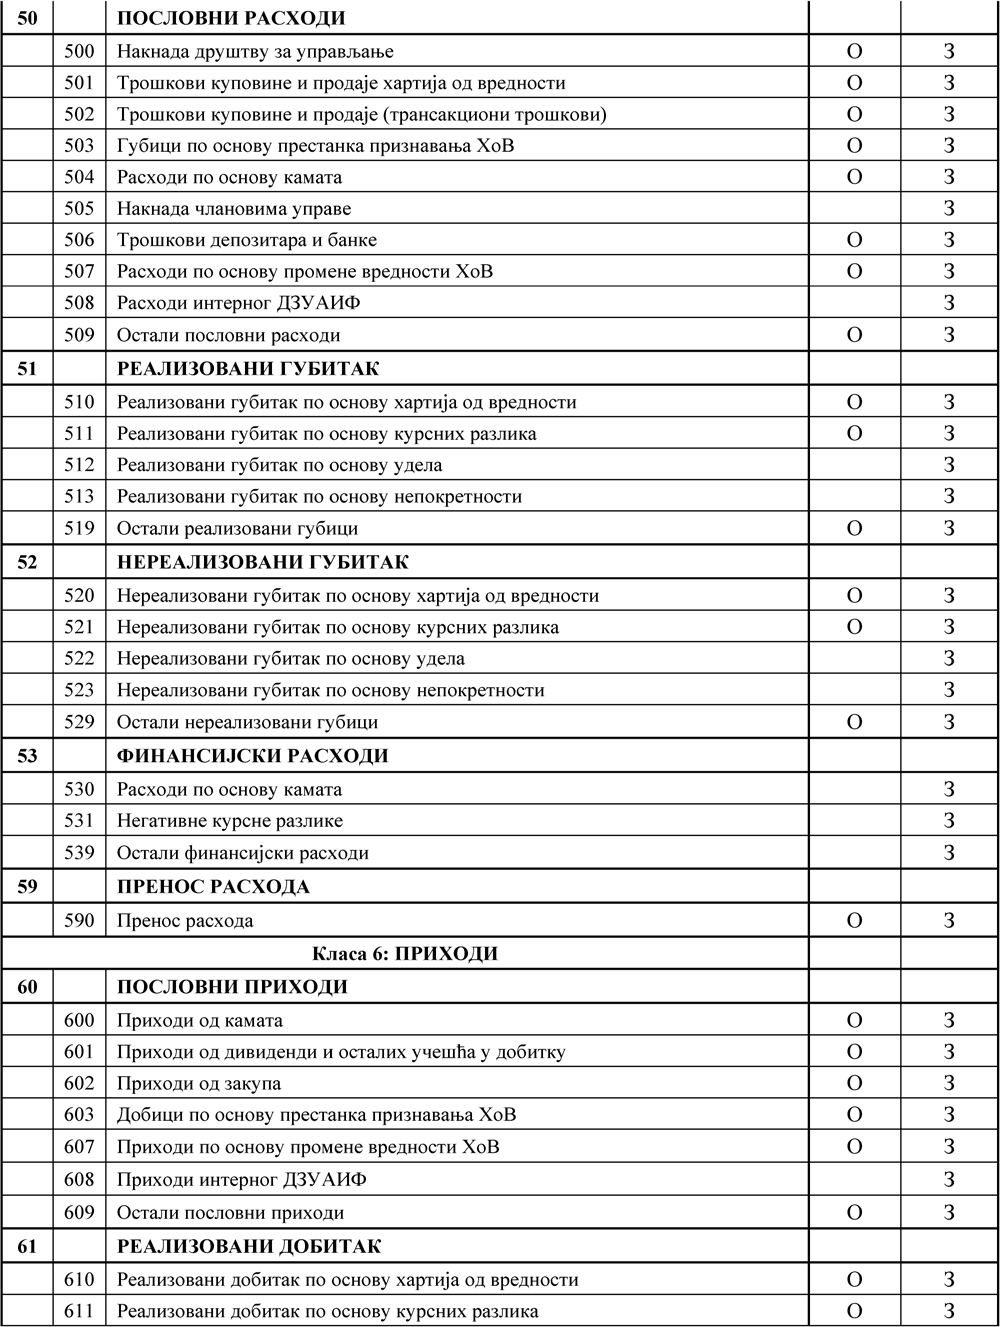 50 ПОСЛОВНИ РАСХОДИ
500 Накнада друштву за управљање О З
501 Трошкови куповине и продаје хартија од вредности О З
502 Трошкови куповине и продаје (трансакциони трошкови) О З
503 Губици по основу престанка признавања ХоВ О З
504 Расходи по основу камата О З
505 Накнада члановима управе З
506 Трошкови депозитара и банке О З
507 Расходи по основу промене вредности ХоВ О З
508 Расходи интерног ДЗУАИФ З
509 Остали пословни расходи О З
51 РЕАЛИЗОВАНИ ГУБИТАК
510 Реализовани губитак по основу хартија од вредности О З
511 Реализовани губитак по основу курсних разлика О З
512 Реализовани губитак по основу удела З
513 Реализовани губитак по основу непокретности З
519 Остали реализовани губици О З
52 НЕРЕАЛИЗОВАНИ ГУБИТАК
520 Нереализовани губитак по основу хартија од вредности О З
521 Нереализовани губитак по основу курсних разлика О З
522 Нереализовани губитак по основу удела З
523 Нереализовани губитак по основу непокретности З
529 Остали нереализовани губици О З
53 ФИНАНСИЈСКИ РАСХОДИ
530 Расходи по основу камата З
531 Негативне курсне разлике З
539 Остали финансијски расходи З
59 ПРЕНОС РАСХОДА
590 Пренос расхода О З
Класа 6: ПРИХОДИ
60 ПОСЛОВНИ ПРИХОДИ
600 Приходи од камата О З
601 Приходи од дивиденди и осталих учешћа у добитку О З
602 Приходи од закупа О З
603 Добици по основу престанка признавања ХоВ О З
607 Приходи по основу промене вредности ХоВ О З
608 Приходи интерног ДЗУАИФ З
609 Остали пословни приходи О З
61 РЕАЛИЗОВАНИ ДОБИТАК
610 Реализовани добитак по основу хартија од вредности О З
611 Реализовани добитак по основу курсних разлика О З